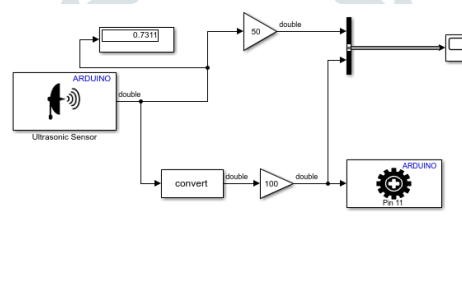 0.7311
50
double
ARDUINO
double
Ultrasonic Sensor
convert
double
100
double
ARDUINO
Pin 11